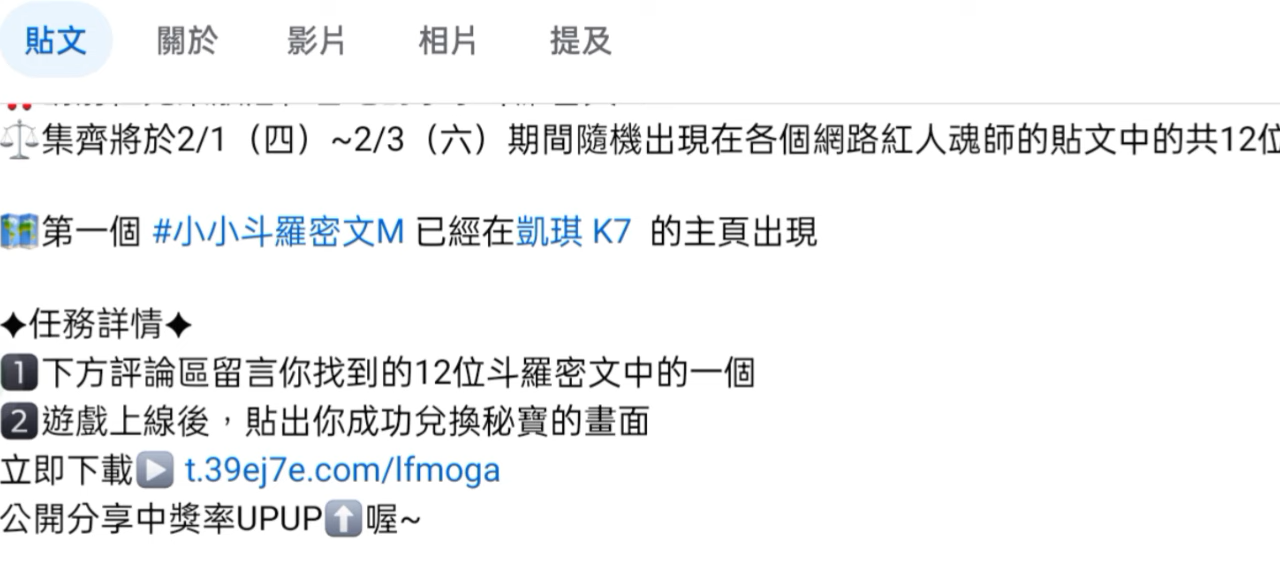 貼文 關於 影片 相片 提及
⚖️集齊將於2/1（四）~2/3（六）期間隨機出現在各個網路紅人魂師的貼文中的共12位
🗺️第一個 #小小斗羅密文M 已經在凱琪 K7 的主頁出現
✦任務詳情✦
1️⃣下方評論區留言你找到的12位斗羅密文中的一個
2️⃣遊戲上線後，貼出你成功兌換秘寶的畫面
立即下載▶️ t.39ej7e.com/lfmoga
公開分享中獎率UPUP⬆️喔~